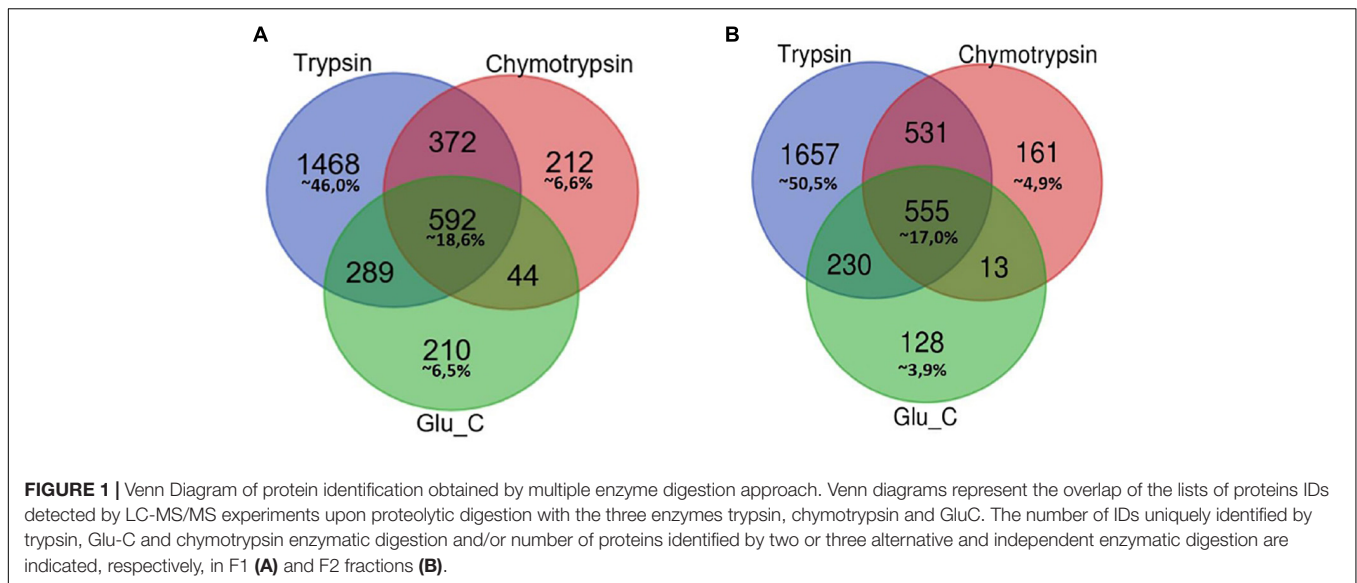 A
Trypsin
Chymotrypsin
372
1468
~46,0%
212
~6,6%
592
~18,6%
289
44
210
~6,5%
Glu_C
B
Trypsin
Chymotrypsin
531
1657
~50,5%
161
~4,9%
555
~17,0%
230
13
128
~3,9%
Glu_C
FIGURE 1 | Venn Diagram of protein identification obtained by multiple enzyme digestion approach. Venn diagrams represent the overlap of the lists of proteins IDs
detected by LC-MS/MS experiments upon proteolytic digestion with the three enzymes trypsin, chymotrypsin and GluC. The number of IDs uniquely identified by
trypsin, Glu-C and chymotrypsin enzymatic digestion and/or number of proteins identified by two or three alternative and independent enzymatic digestion are
indicated, respectively, in F1 (A) and F2 fractions (B).